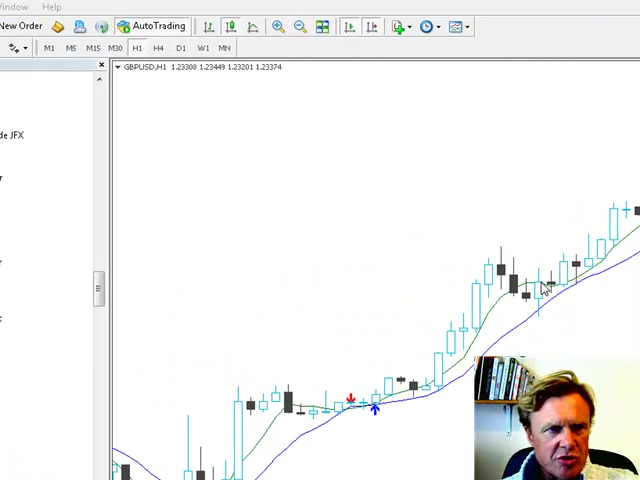 Window Help
New Order AutoTrading
M1 M5 M15 M30 H1 H4 D1 W1 MN
GBPUSD,H1 1.23308 1.23449 1.23201 1.23374
de JFX